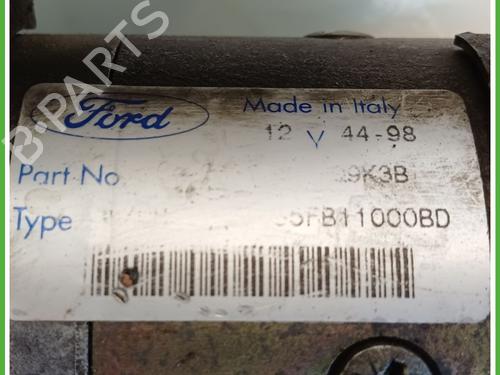 B-PARTS
Ford
Made in Italy
12 V 44-98
Part No 9K3B
Type 5FB11000BD